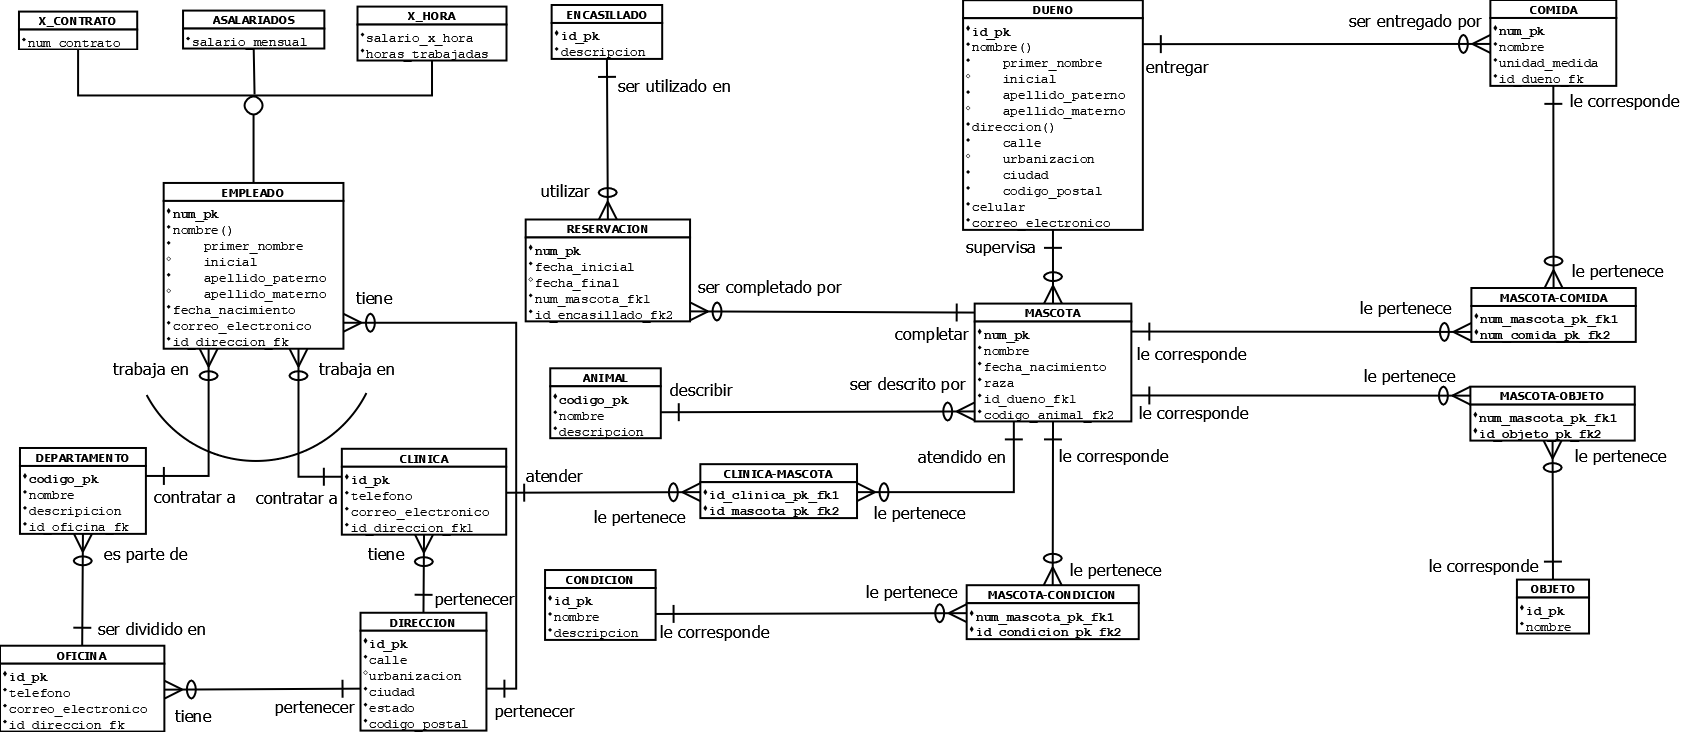 X_CONTRATO
num_contrato
ASALARIADOS
salario_mensual
X_HORA
salario_x_hora
horas_trabajadas
ENCASILLADO
id_pk
descripcion
ser utilizado en
utilizar
DUENO
id_pk
nombre()
primer_nombre
inicial
apellido_paterno
apellido_materno
direccion()
calle
urbanizacion
ciudad
codigo_postal
celular
correo_electronico
entregar
ser entregado por
COMIDA
num_pk
nombre
unidad_medida
id_dueno_fk
le corresponde
le pertenece
EMPLEADO
num_pk
nombre()
primer_nombre
inicial
apellido_paterno
apellido_materno
fecha_nacimiento
correo_electronico
id_direccion_fk
tiene
trabaja en
trabaja en
RESERVACION
num_pk
fecha_inicial
fecha_final
num_mascota_fk1
id_encasillado_fk2
ser completado por
completar
supervisa
MASCOTA
num_pk
nombre
fecha_nacimiento
raza
id_dueno_fk1
codigo_animal_fk2
le pertenece
le corresponde
MASCOTA-COMIDA
num_mascota_pk_fk1
num_comida_pk_fk2
ANIMAL
codigo_pk
nombre
descripcion
describir
ser descrito por
le pertenece
le corresponde
MASCOTA-OBJETO
num_mascota_pk_fk1
id_objeto_pk_fk2
le pertenece
le corresponde
OBJETO
id_pk
nombre
DEPARTAMENTO
codigo_pk
nombre
descripicion
id_oficina_fk
contratar a
contratar a
CLINICA
id_pk
telefono
correo_electronico
id_direccion_fk1
atender
le pertenece
CLINICA-MASCOTA
id_clinica_pk_fk1
id_mascota_pk_fk2
atendido en
le pertenece
le corresponde
le pertenece
es parte de
ser dividido en
tiene
pertenecer
CONDICION
id_pk
nombre
descripcion
le corresponde
le pertenece
MASCOTA-CONDICION
num_mascota_pk_fk1
id_condicion_pk_fk2
OFICINA
id_pk
telefono
correo_electronico
id_direccion_fk
tiene
pertenecer
DIRECCION
id_pk
calle
urbanizacion
ciudad
estado
codigo_postal
pertenecer